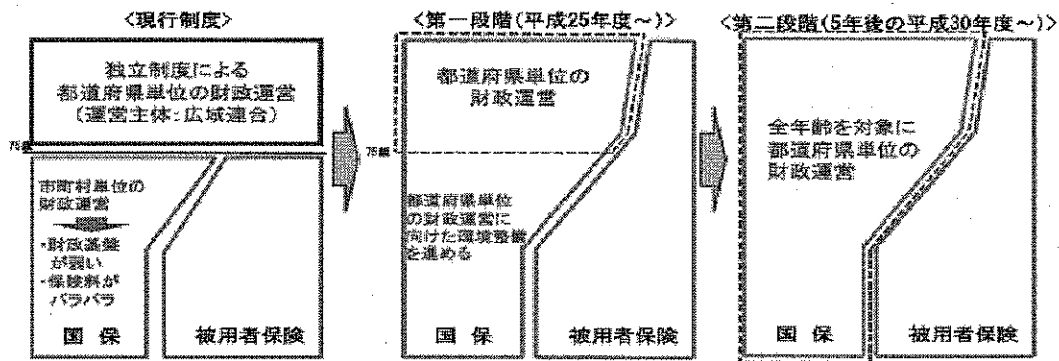 <現行制度>
独立制度による
都道府県単位の財政運営
(運営主体:広域連合)
75歳
市町村単位の
財政運営
・財政基盤
が弱い
・保険料が
バラバラ
国 保
被用者保険
<第一段階(平成25年度~)>
都道府県単位の
財政運営
75歳
都道府県単位
の財政運営に
向けた環境整備
を進める
国 保
被用者保険
<第二段階(5年後の平成30年度~)>
全年齢を対象に
都道府県単位の
財政運営
国 保
被用者保険